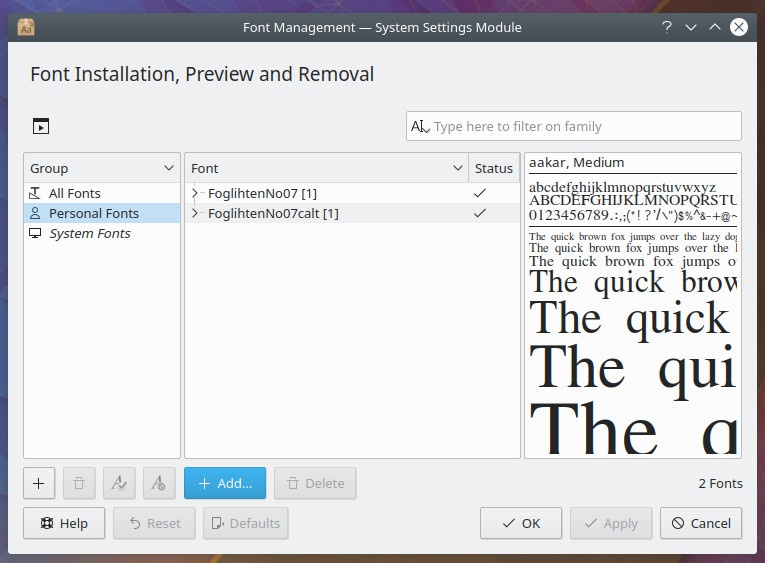 Font Management — System Settings Module
Font Installation, Preview and Removal
Type here to filter on family
Group
Font
Status
All Fonts
Personal Fonts
System Fonts
FoglihtenNo07 [1]
FoglihtenNo07calt [1]
aakar, Medium
abcdefghijklmnopqrstuvwxyz
ABCDEFGHIJKLMNOPQRSTU
0123456789.:,;(*!?'/\")$%^&-+@~
The quick brown fox jumps over the lazy dog
The quick brown fox jumps over the l
The quick brown fox jumps o
The quick brow
The quick
The qui
The q
+ Add...
Delete
2 Fonts
Help
Reset
Defaults
OK
Apply
Cancel